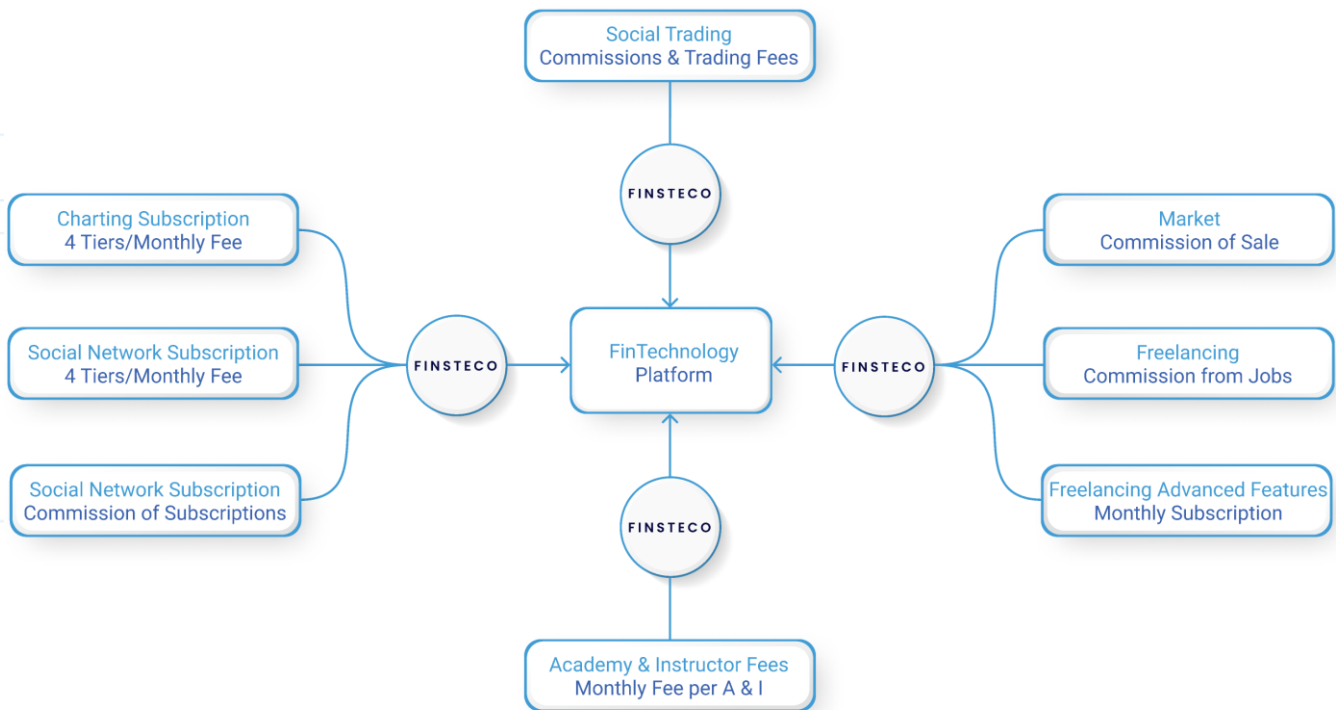 Social Trading
Commissions & Trading Fees
FINSTECO
Charting Subscription
4 Tiers/Monthly Fee
Market
Commission of Sale
Social Network Subscription
4 Tiers/Monthly Fee
FINSTECO
FinTechnology
Platform
FINSTECO
Freelancing
Commission from Jobs
Social Network Subscription
Commission of Subscriptions
FINSTECO
Freelancing Advanced Features
Monthly Subscription
Academy & Instructor Fees
Monthly Fee per A & I